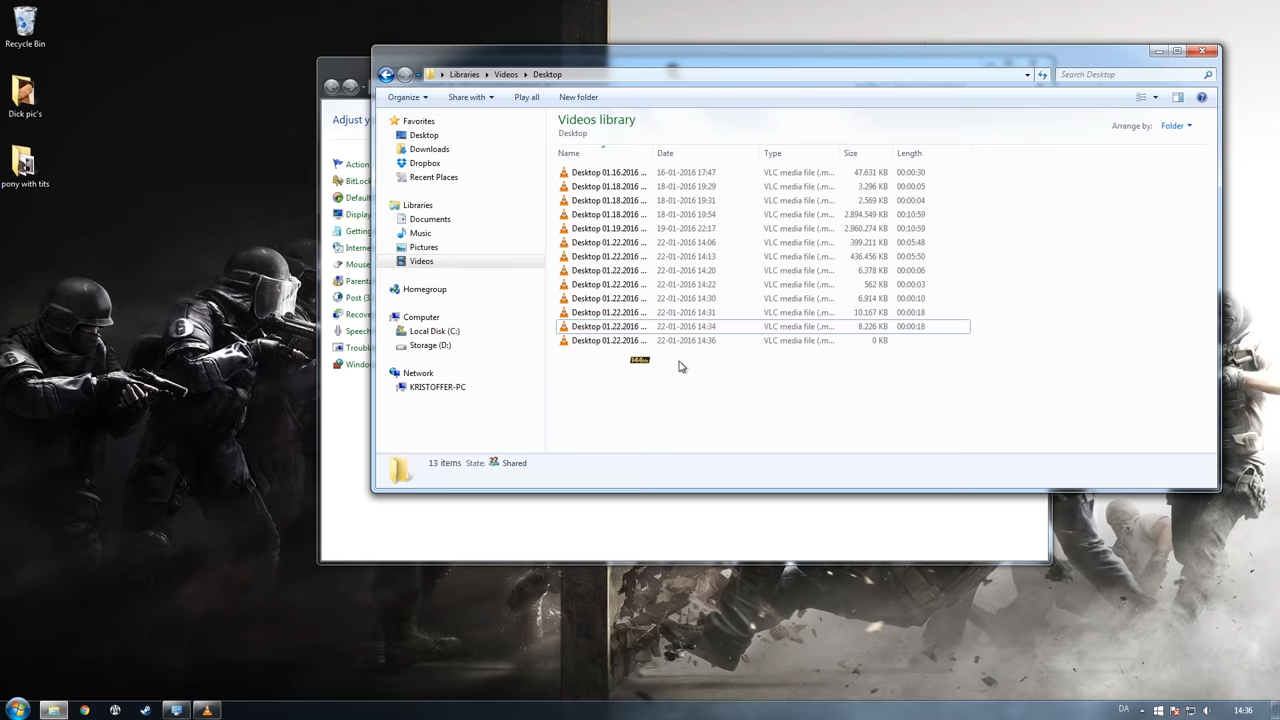 Recycle Bin
Dick pic's
pony with tits
Adjust y
Action
BitLock
Default
Display
Getting
Interne
Mouse
Parenta
Post (3
Recove
Speech
Troubl
Windo
Libraries
Videos
Desktop
Search Desktop
Organize
Share with
Play all
New folder
Favorites
Desktop
Downloads
Dropbox
Recent Places
Libraries
Documents
Music
Pictures
Videos
Homegroup
Computer
Local Disk (C:)
Storage (D:)
Network
KRISTOFFER-PC
Videos library
Desktop
Arrange by: Folder
Name Date Type Size Length
Desktop 01.16.2016 ... 16-01-2016 17:47 VLC media file (.m... 47.631 KB 00:00:30
Desktop 01.18.2016 ... 18-01-2016 19:29 VLC media file (.m... 3.296 KB 00:00:05
Desktop 01.18.2016 ... 18-01-2016 19:31 VLC media file (.m... 2.569 KB 00:00:04
Desktop 01.18.2016 ... 18-01-2016 19:54 VLC media file (.m... 2.894.549 KB 00:10:59
Desktop 01.19.2016 ... 19-01-2016 22:17 VLC media file (.m... 2.960.274 KB 00:10:59
Desktop 01.22.2016 ... 22-01-2016 14:06 VLC media file (.m... 399.211 KB 00:05:48
Desktop 01.22.2016 ... 22-01-2016 14:13 VLC media file (.m... 436.456 KB 00:05:50
Desktop 01.22.2016 ... 22-01-2016 14:20 VLC media file (.m... 6.378 KB 00:00:06
Desktop 01.22.2016 ... 22-01-2016 14:22 VLC media file (.m... 562 KB 00:00:03
Desktop 01.22.2016 ... 22-01-2016 14:30 VLC media file (.m... 6.914 KB 00:00:10
Desktop 01.22.2016 ... 22-01-2016 14:31 VLC media file (.m... 10.167 KB 00:00:18
Desktop 01.22.2016 ... 22-01-2016 14:34 VLC media file (.m... 8.226 KB 00:00:18
Desktop 01.22.2016 ... 22-01-2016 14:36 VLC media file (.m... 0 KB
13 items State: Shared
DA
14:36